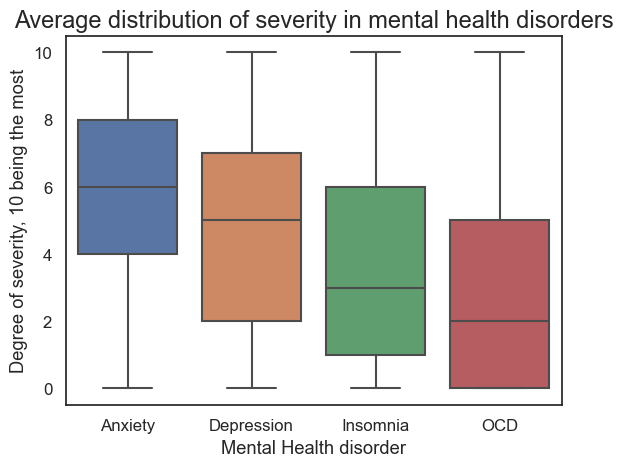 Average distribution of severity in mental health disorders
Degree of severity, 10 being the most
10
8
6
4
2
0
Anxiety Depression Insomnia OCD
Mental Health disorder